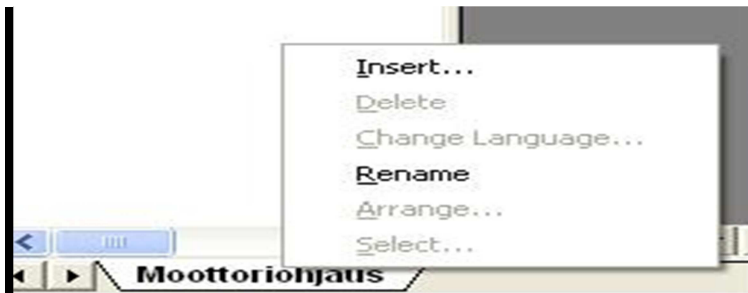 Insert...
Delete
Change Language...
Rename
Arrange...
Select...
Moottoriohjaus